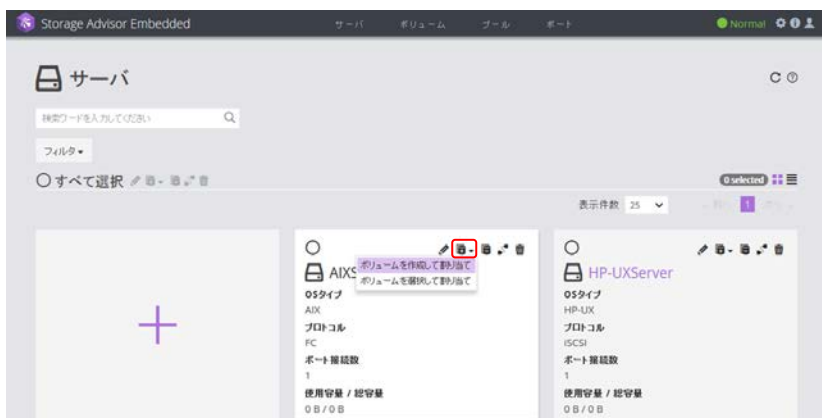 Storage Advisor Embedded サーバ ボリューム プール ポート Normal
サーバ
検索ワードを入力してください
フィルタ
すべて選択 0 selected
表示件数 25 1
AIXS HP-UXServer
ボリュームを作成して割り当て
ボリュームを選択して割り当て
OSタイプ OSタイプ
AIX HP-UX
プロトコル プロトコル
FC iSCSI
ポート接続数 ポート接続数
1 1
使用容量 / 総容量 使用容量 / 総容量
0 B / 0 B 0 B / 0 B